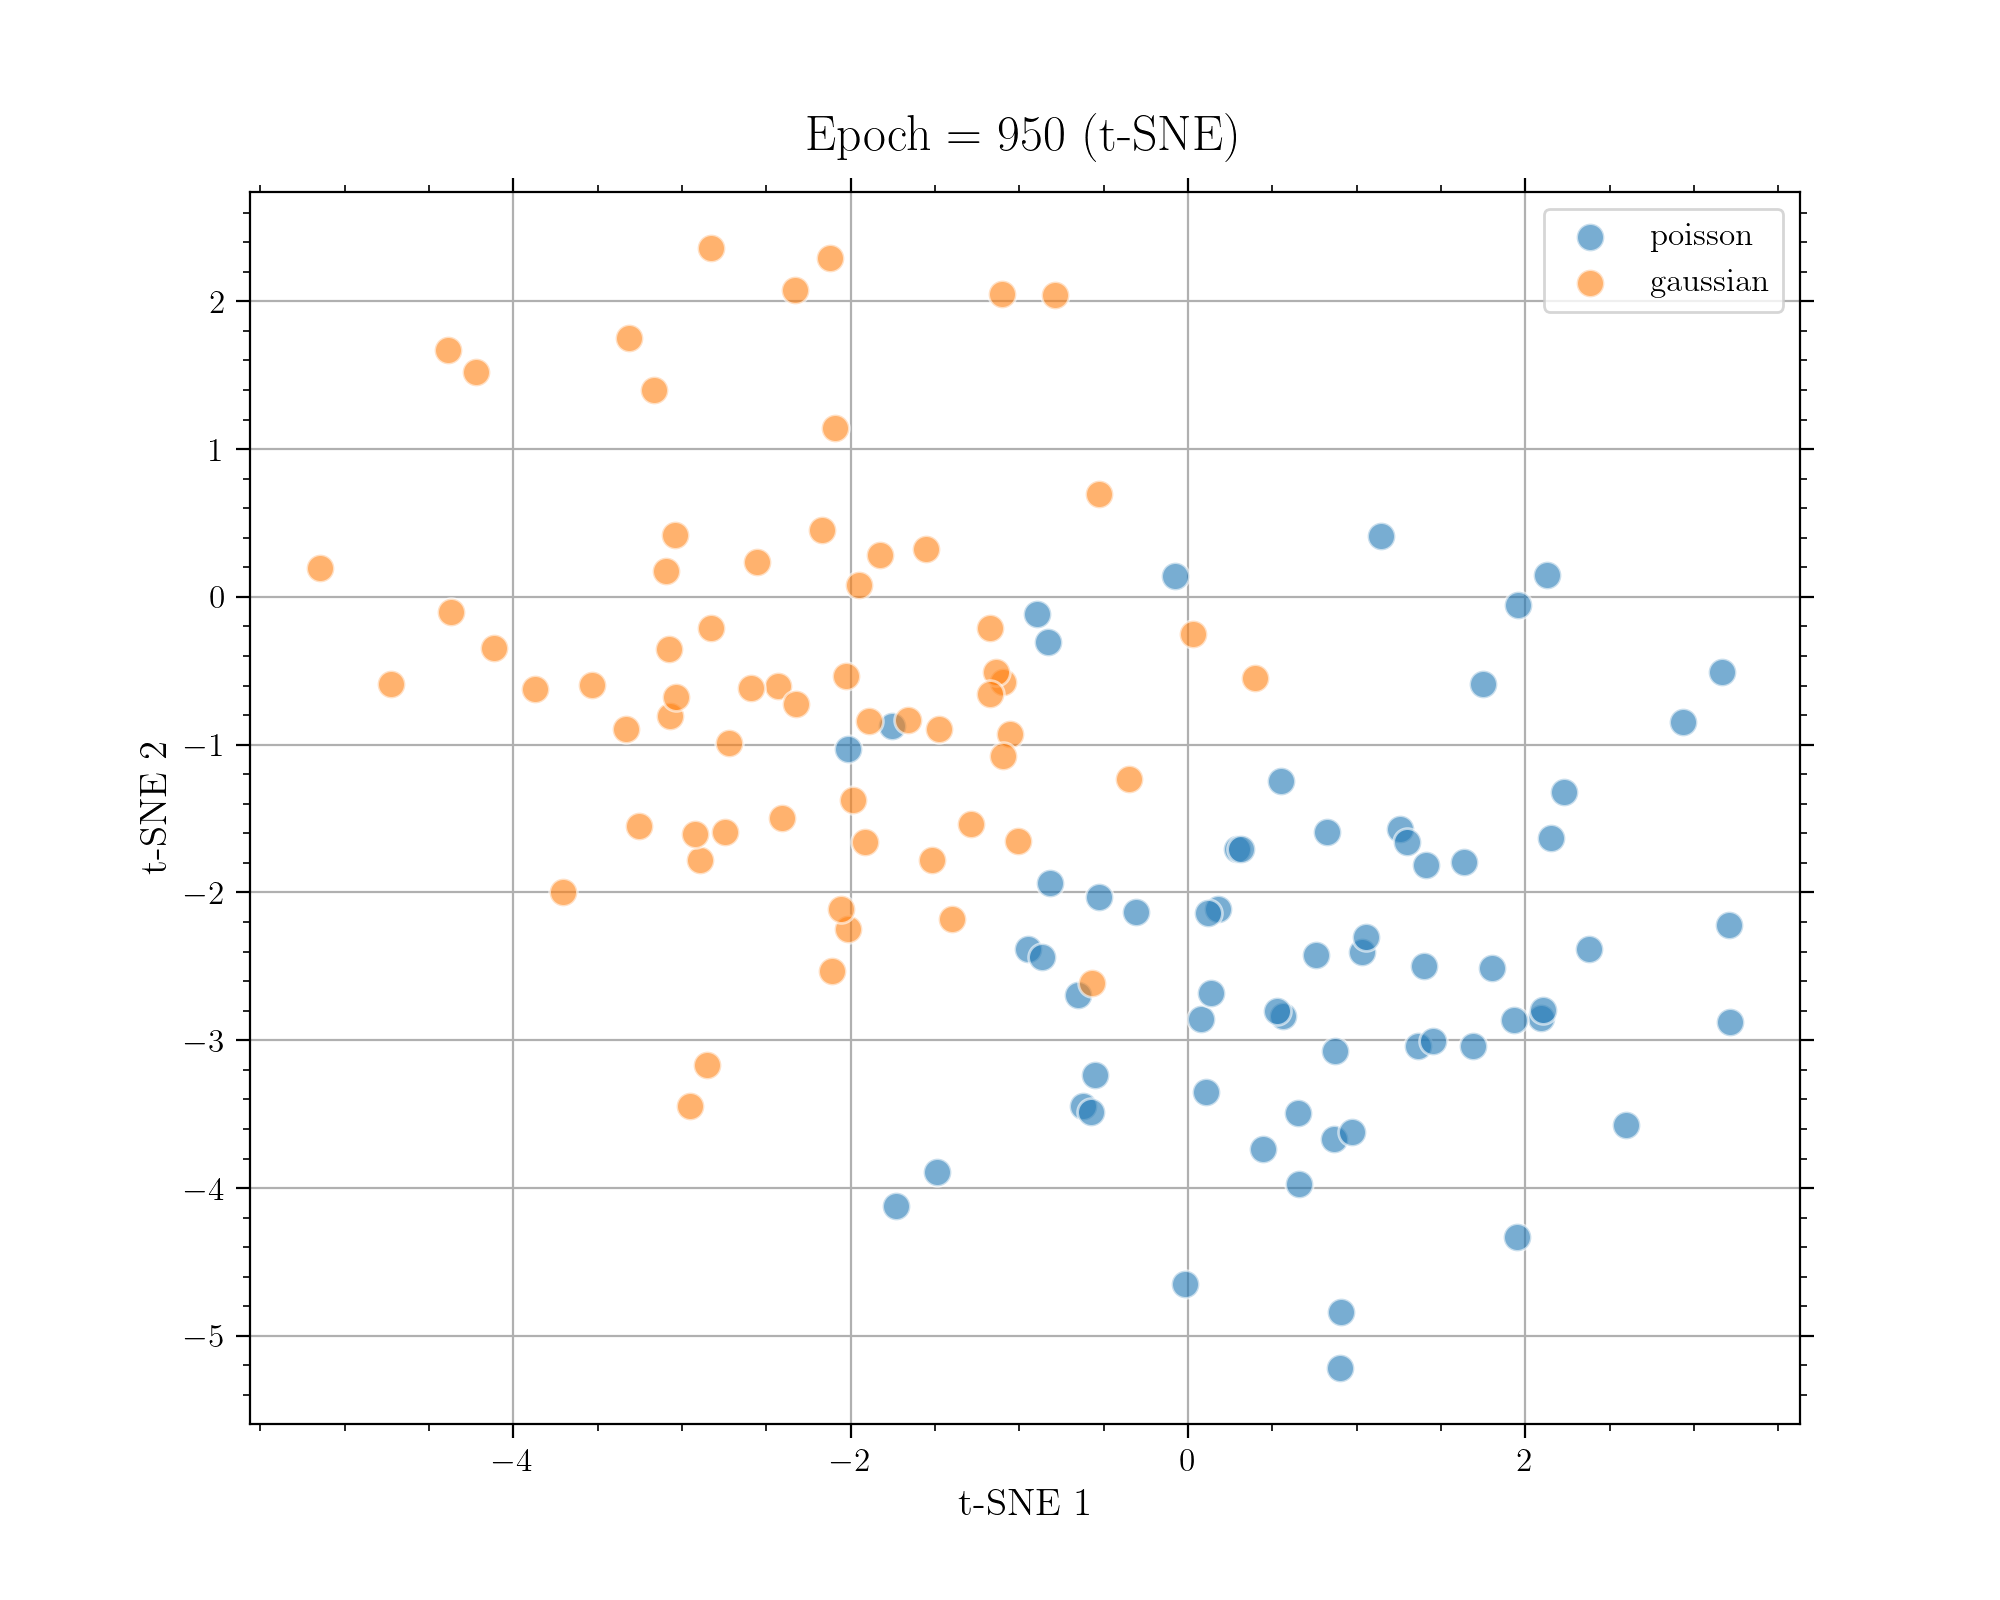 Epoch = 950 (t-SNE)
poisson
gaussian
2
1
0
−1
−2
−3
−4
−5
t-SNE 2
−4
−2
0
2
t-SNE 1